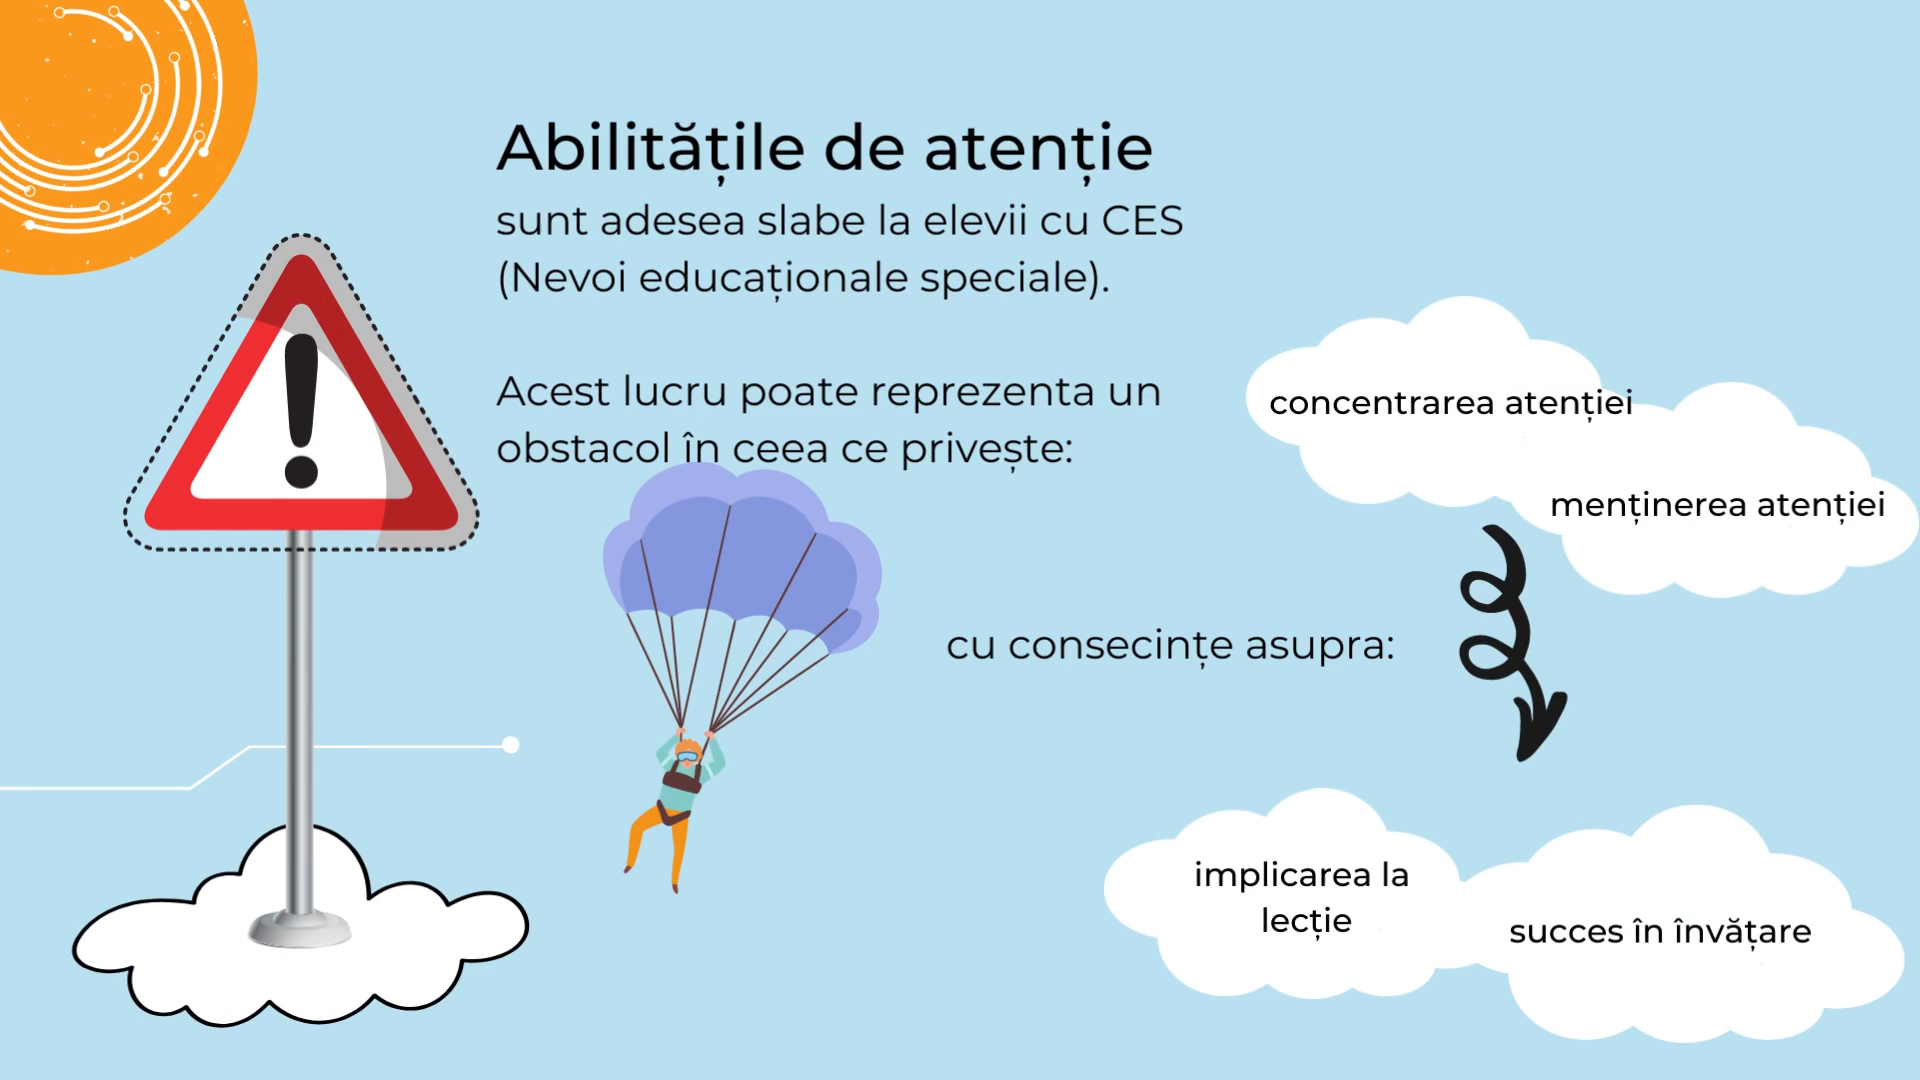 Abilitățile de atenție
sunt adesea slabe la elevii cu CES
(Nevoi educaționale speciale).
Acest lucru poate reprezenta un
obstacol în ceea ce privește:
concentrarea atenției
menținerea atenției
cu consecințe asupra:
implicarea la
lecție
succes în învățare